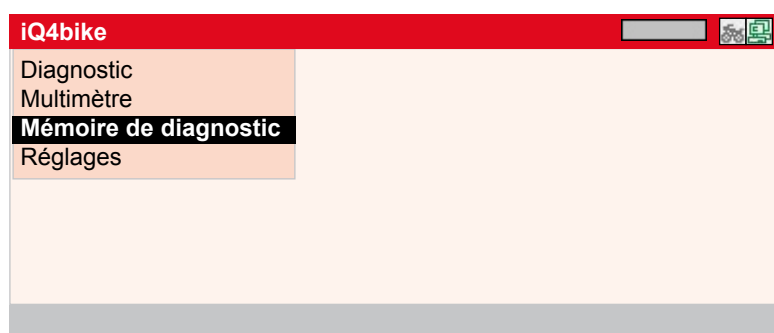 iQ4bike
Diagnostic
Multimètre
Mémoire de diagnostic
Réglages